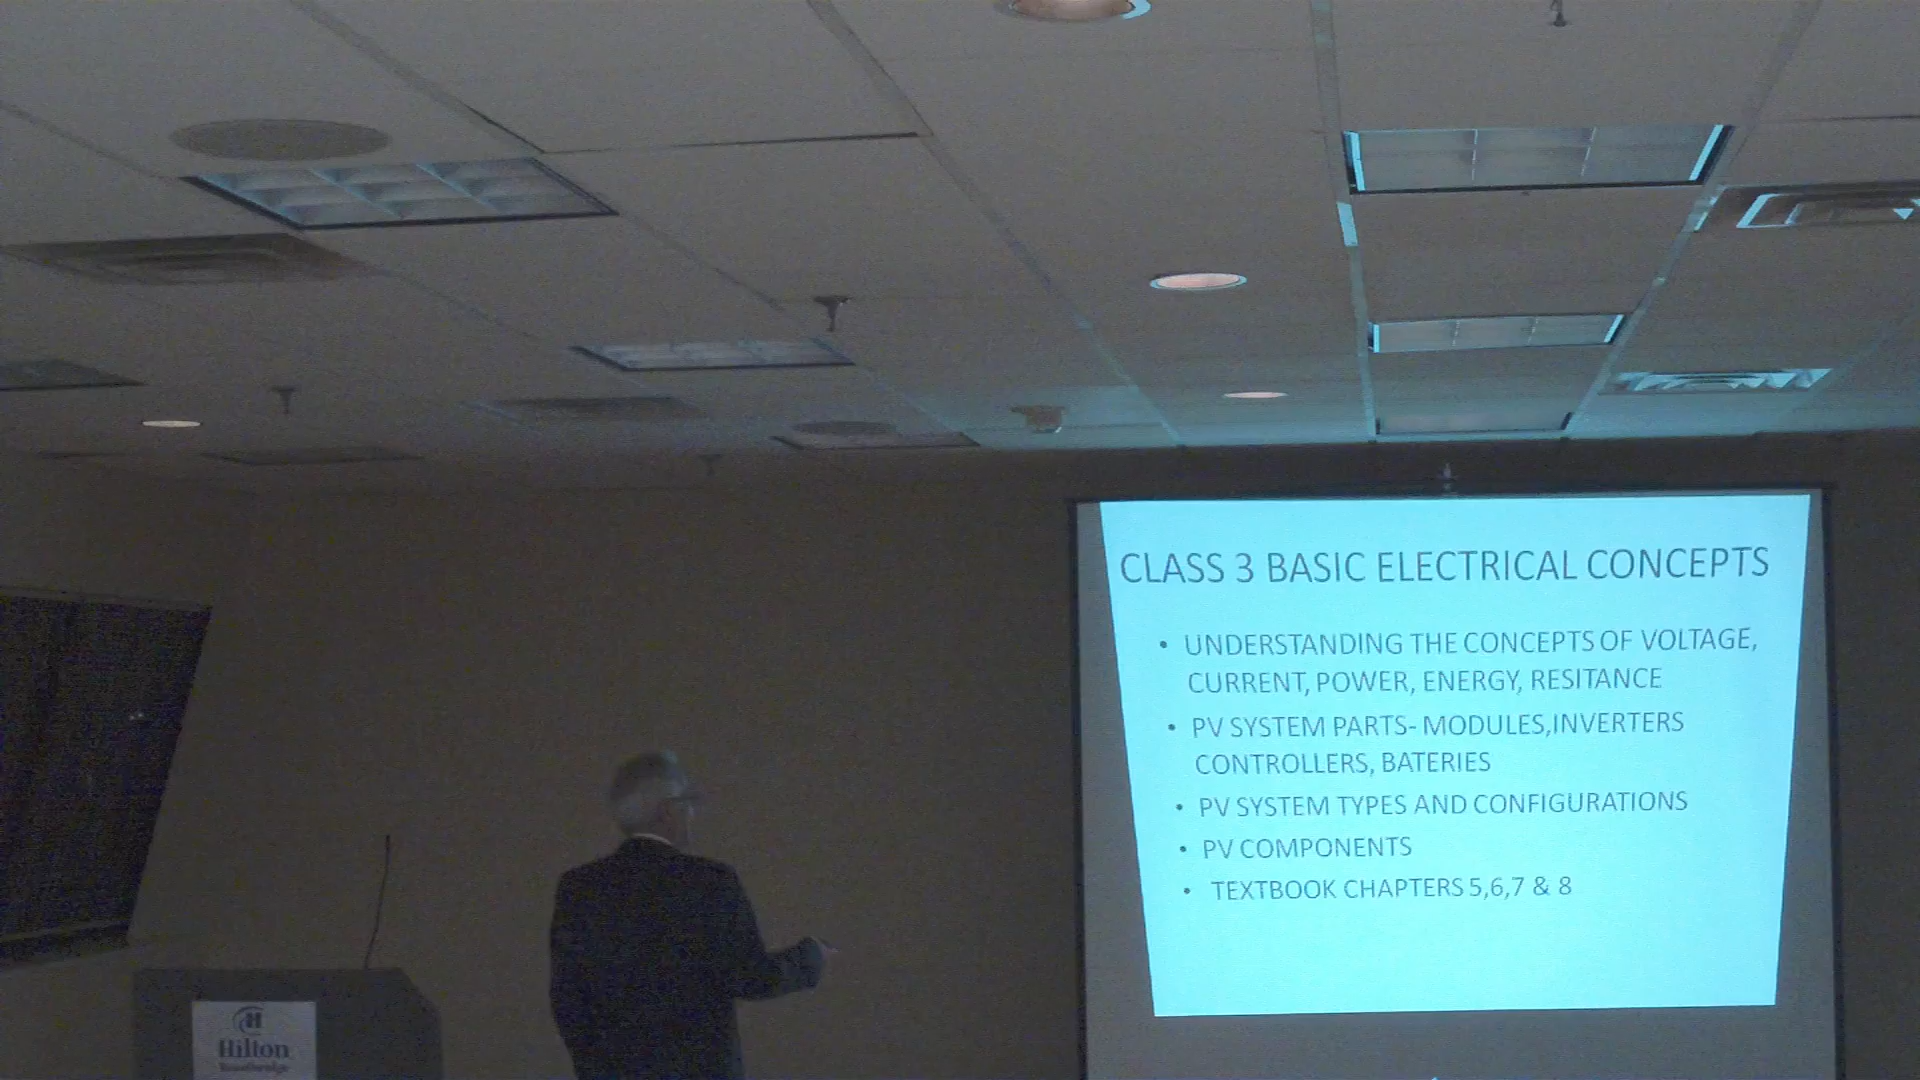 CLASS 3 BASIC ELECTRICAL CONCEPTS
• UNDERSTANDING THE CONCEPTS OF VOLTAGE,
CURRENT, POWER, ENERGY, RESITANCE
• PV SYSTEM PARTS- MODULES,INVERTERS
CONTROLLERS, BATERIES
• PV SYSTEM TYPES AND CONFIGURATIONS
• PV COMPONENTS
• TEXTBOOK CHAPTERS 5,6,7 & 8
H
Hilton